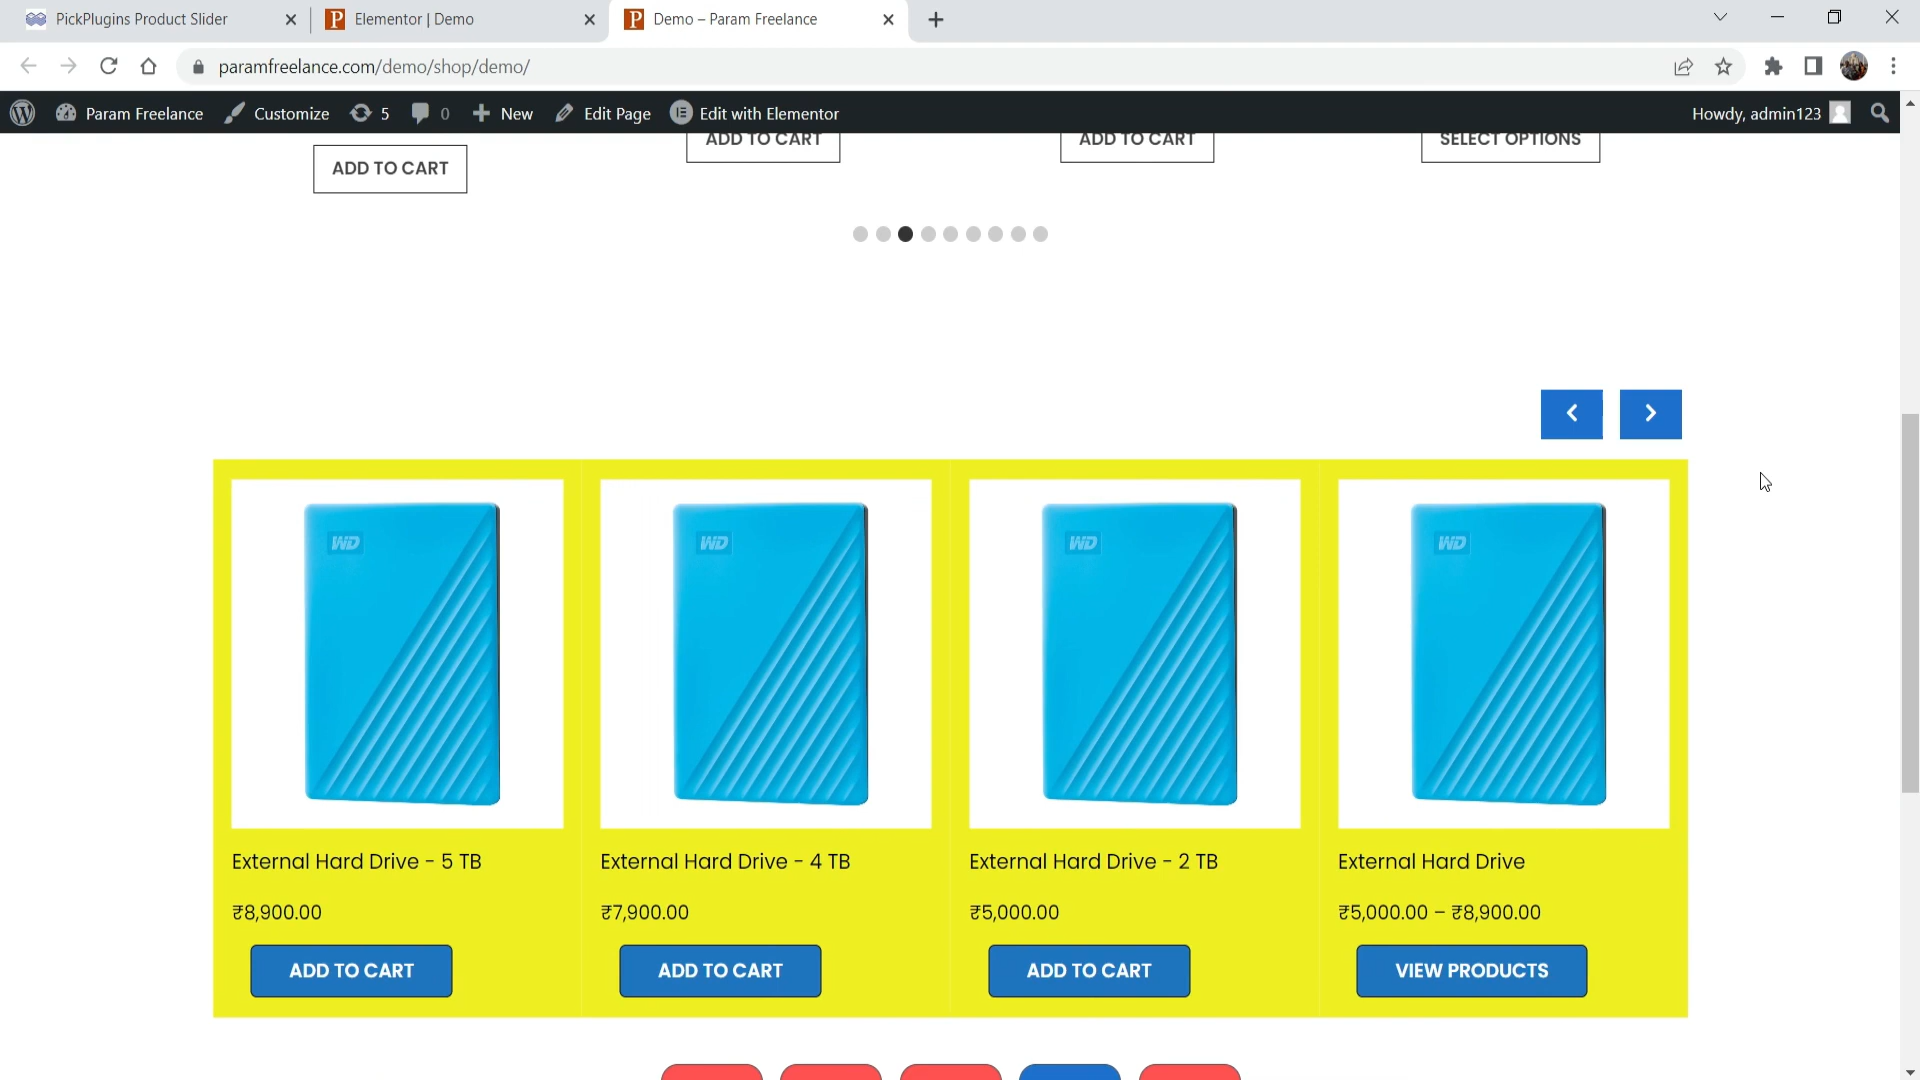 PickPlugins Product Slider
Elementor | Demo
Demo – Param Freelance
paramfreelance.com/demo/shop/demo/
Param Freelance
Customize
5
0
New
Edit Page
Edit with Elementor
Howdy, admin123
ADD TO CART
ADD TO CART
ADD TO CART
SELECT OPTIONS
WD
WD
WD
WD
External Hard Drive - 5 TB
External Hard Drive - 4 TB
External Hard Drive - 2 TB
External Hard Drive
₹8,900.00
₹7,900.00
₹5,000.00
₹5,000.00 – ₹8,900.00
ADD TO CART
ADD TO CART
ADD TO CART
VIEW PRODUCTS